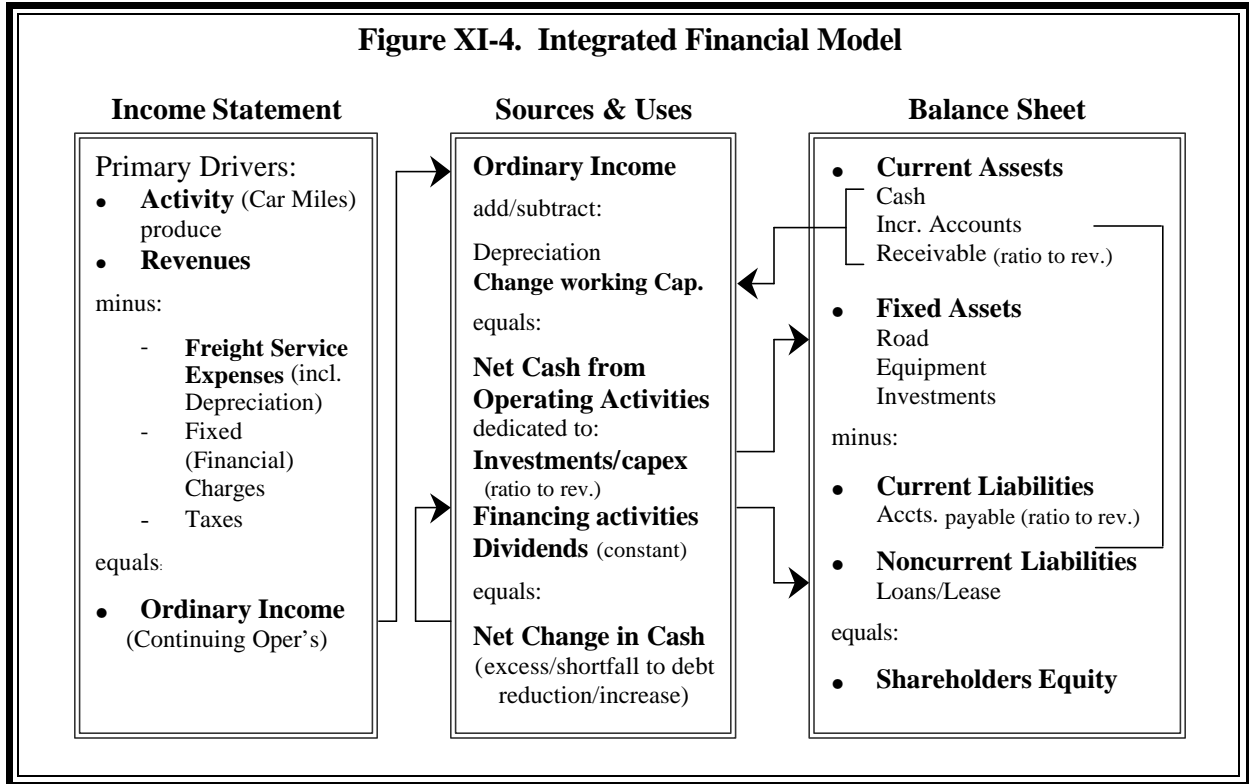 Figure XI-4. Integrated Financial Model
Income Statement
Primary Drivers:
● Activity (Car Miles)
produce
● Revenues
minus:
- Freight Service
Expenses (incl.
Depreciation)
- Fixed
(Financial)
Charges
- Taxes
equals:
● Ordinary Income
(Continuing Oper's)
Sources & Uses
Ordinary Income
add/subtract:
Depreciation
Change working Cap.
equals:
Net Cash from
Operating Activities
dedicated to:
Investments/capex
(ratio to rev.)
Financing activities
Dividends (constant)
equals:
Net Change in Cash
(excess/shortfall to debt
reduction/increase)
Balance Sheet
● Current Assests
Cash
Incr. Accounts
Receivable (ratio to rev.)
● Fixed Assets
Road
Equipment
Investments
minus:
● Current Liabilities
Accts. payable (ratio to rev.)
● Noncurrent Liabilities
Loans/Lease
equals:
● Shareholders Equity